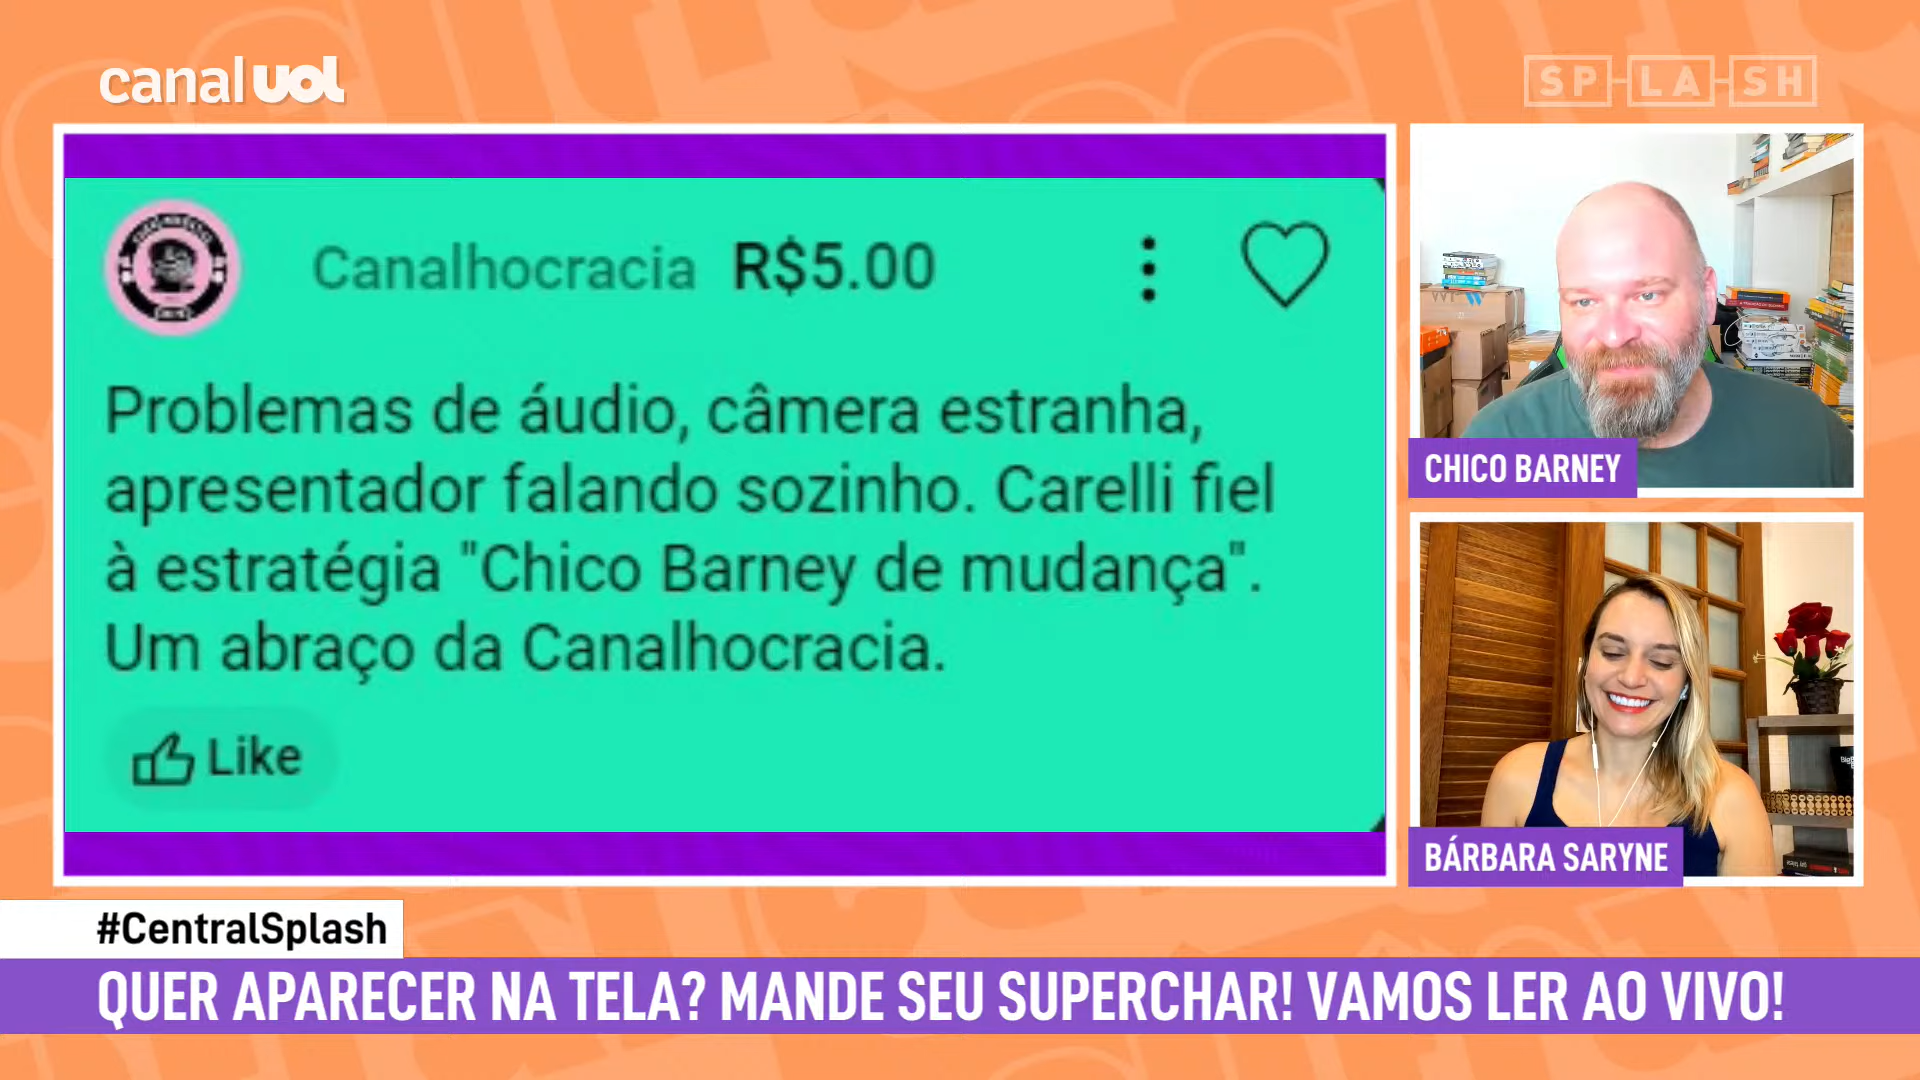 canal uol
SPLASH
Canalhocracia R$5.00
Problemas de áudio, câmera estranha,
apresentador falando sozinho. Carelli fiel
à estratégia "Chico Barney de mudança".
Um abraço da Canalhocracia.
Like
CHICO BARNEY
BÁRBARA SARYNE
#CentralSplash
QUER APARECER NA TELA? MANDE SEU SUPERCHAR! VAMOS LER AO VIVO!